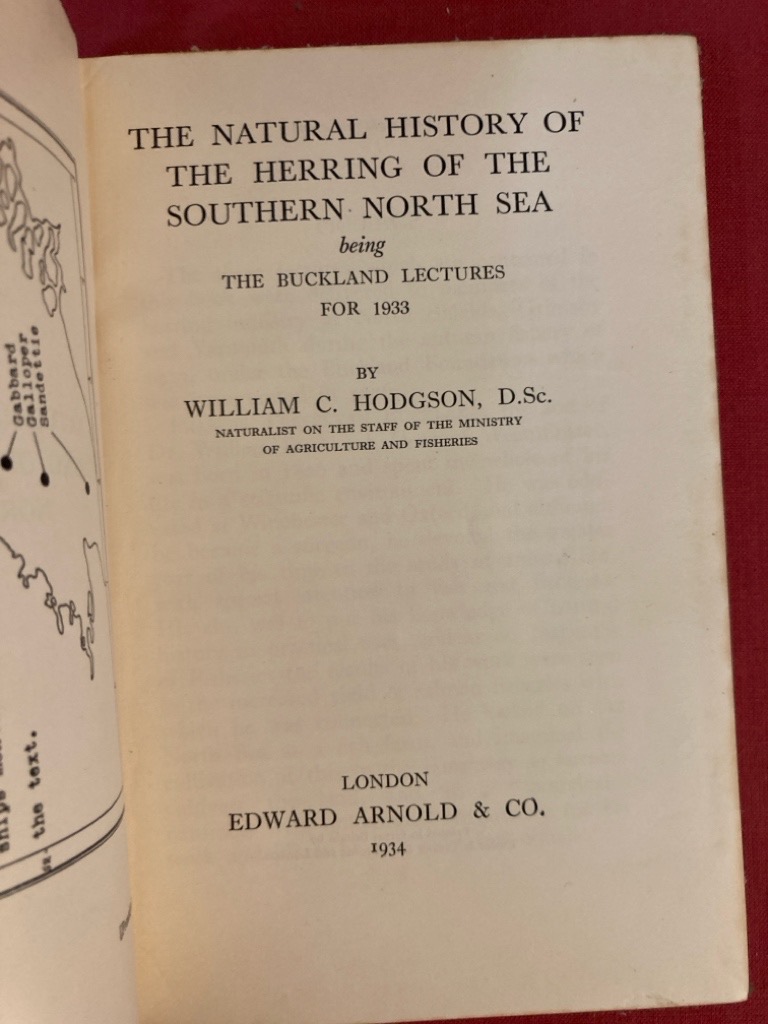 THE NATURAL HISTORY OF
THE HERRING OF THE
SOUTHERN NORTH SEA
being
THE BUCKLAND LECTURES
FOR 1933
BY
WILLIAM C. HODGSON, D.Sc.
NATURALIST ON THE STAFF OF THE MINISTRY
OF AGRICULTURE AND FISHERIES
LONDON
EDWARD ARNOLD & CO.
1934
Gabbard
Galloper
Sandettie
the text.